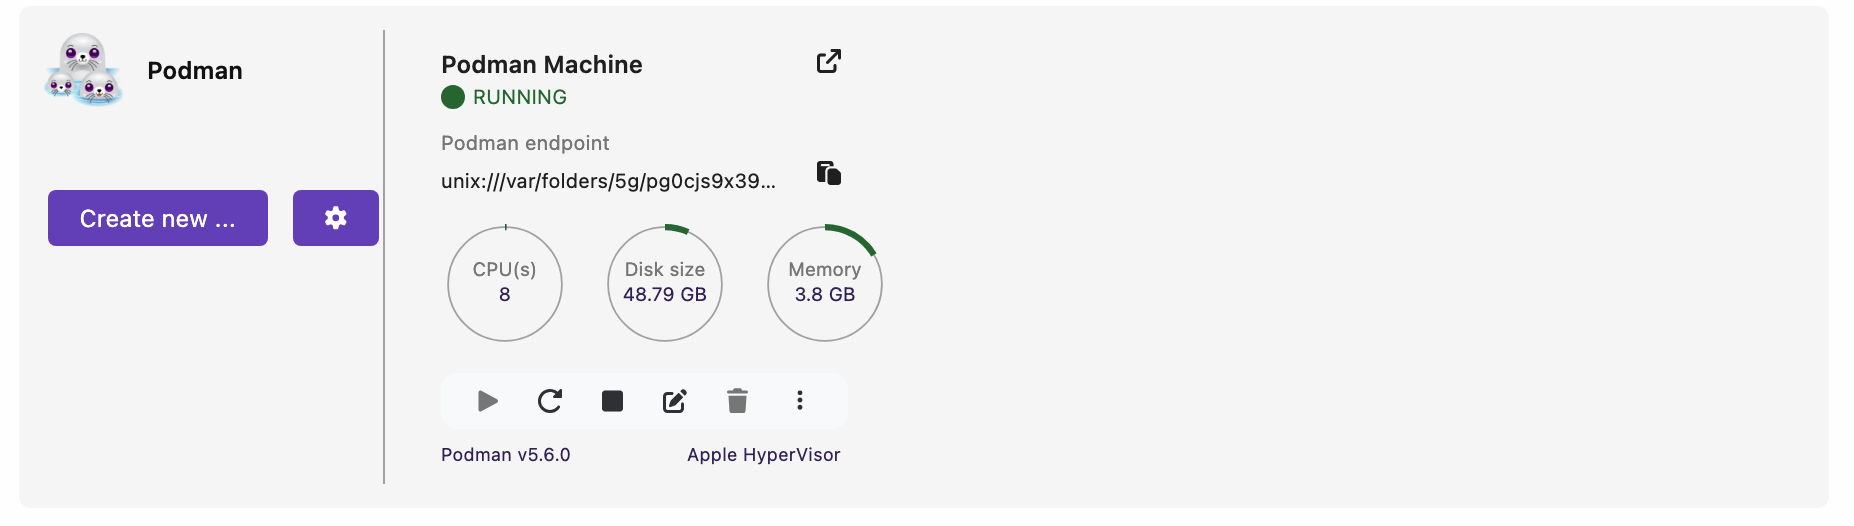 Podman
Create new ...
Podman Machine
RUNNING
Podman endpoint
unix:///var/folders/5g/pg0cjs9x39...
CPU(s)
8
Disk size
48.79 GB
Memory
3.8 GB
Podman v5.6.0
Apple HyperVisor